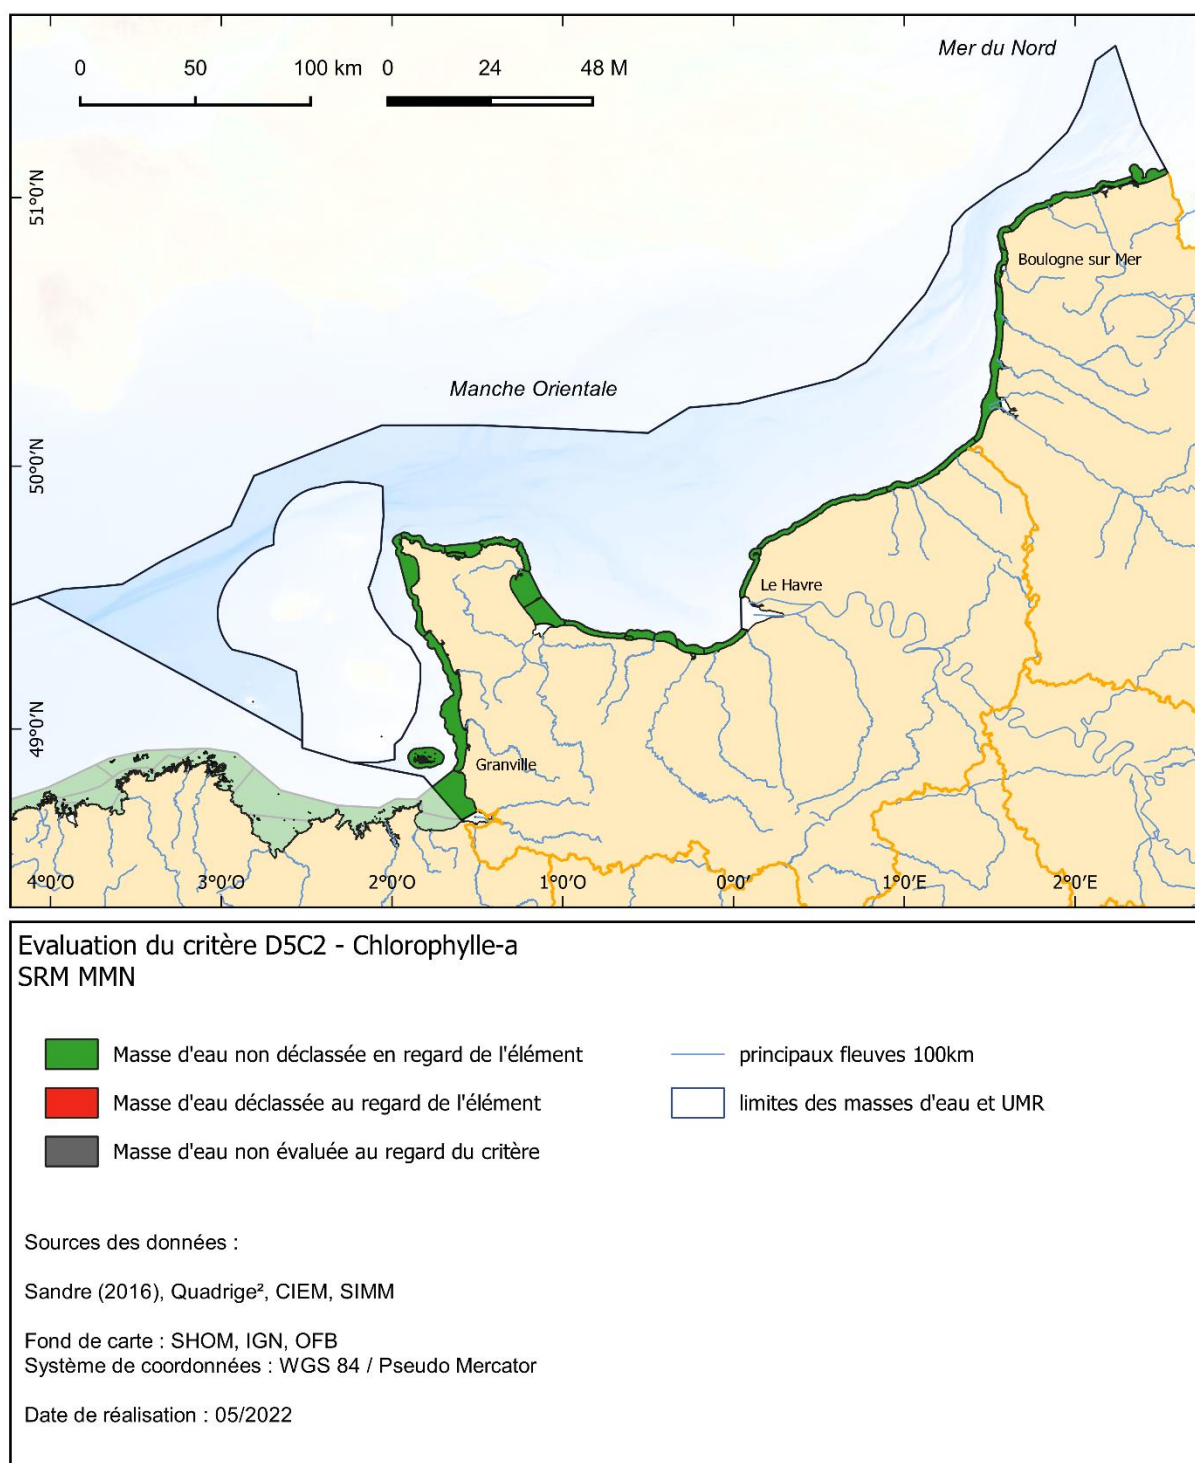 Mer du Nord
0 50 100 km 0 24 48 M
51°0'N
Boulogne sur Mer
Manche Orientale
50°0'N
Le Havre
49°0'N
Granville
4°0'O 3°0'O 2°0'O 1°0'O 0°0' 1°0'E 2°0'E
Evaluation du critère D5C2 - Chlorophylle-a
SRM MMN
Masse d'eau non déclassée en regard de l'élément
principaux fleuves 100km
Masse d'eau déclassée au regard de l'élément
limites des masses d'eau et UMR
Masse d'eau non évaluée au regard du critère
Sources des données :
Sandre (2016), Quadrige², CIEM, SIMM
Fond de carte : SHOM, IGN, OFB
Système de coordonnées : WGS 84 / Pseudo Mercator
Date de réalisation : 05/2022